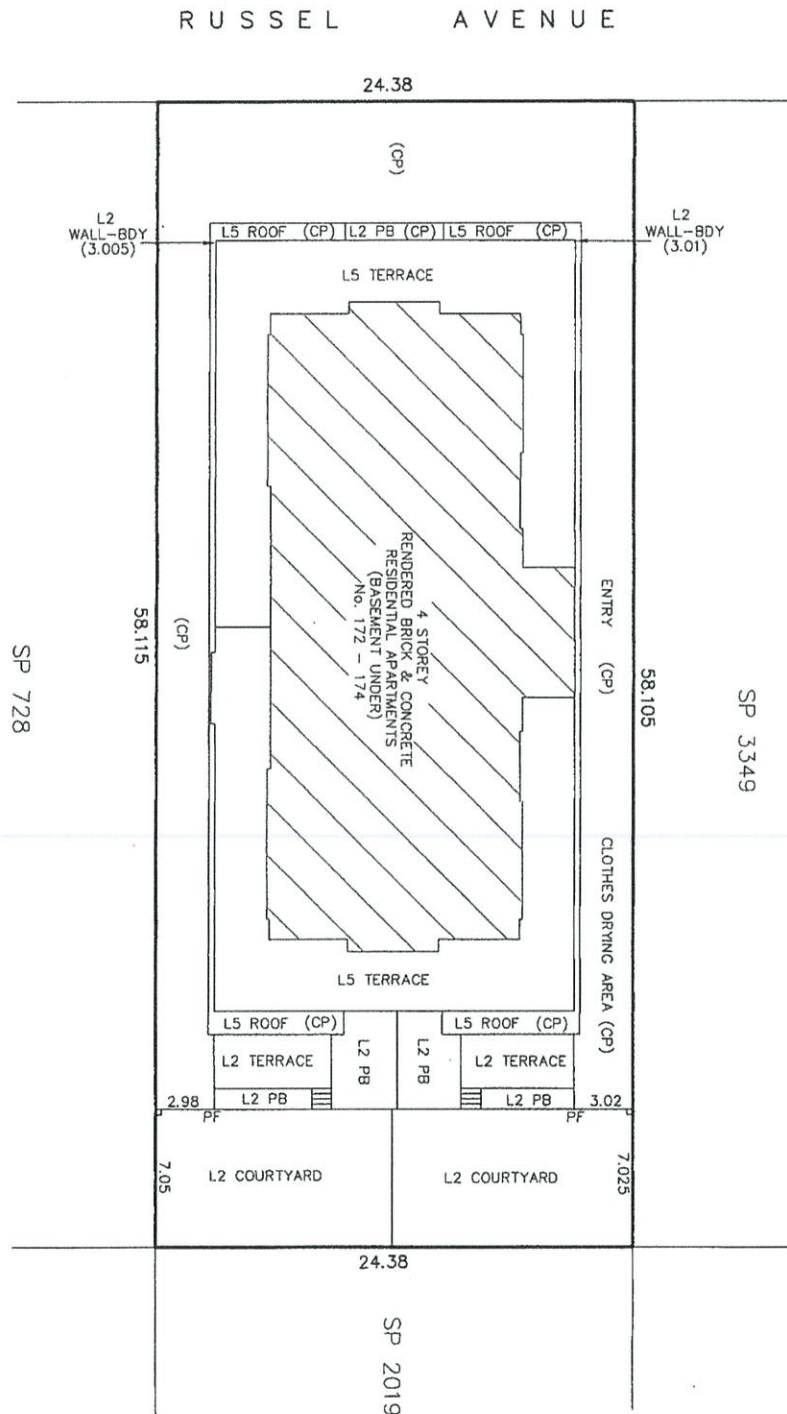 RUSSEL AVENUE
24.38
(CP)
L2
WALL-BDY
(3.005)
L5 ROOF (CP)
L2 PB (CP)
L5 ROOF (CP)
L2
WALL-BDY
(3.01)
L5 TERRACE
4 STOREY
RENDERED BRICK & CONCRETE
RESIDENTIAL APARTMENTS
(BASEMENT UNDER)
No. 172 - 174
ENTRY (CP)
58.115
(CP)
58.105
SP 728
SP 3349
CLOTHES DRYING AREA (CP)
L5 TERRACE
L5 ROOF (CP)
L5 ROOF (CP)
L2 TERRACE
L2 PB
L2 PB
L2 TERRACE
2.98
L2 PB
L2 PB
3.02
PF
PF
7.05
L2 COURTYARD
L2 COURTYARD
7.025
24.38
SP 2019